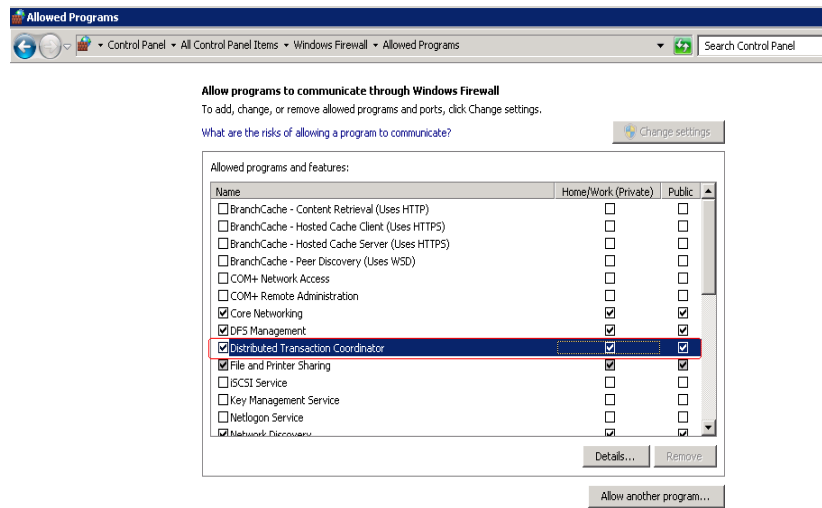 Allowed Programs
Control Panel All Control Panel Items Windows Firewall Allowed Programs Search Control Panel
Allow programs to communicate through Windows Firewall
To add, change, or remove allowed programs and ports, click Change settings.
What are the risks of allowing a program to communicate? Change settings
Allowed programs and features:
Name Home/Work (Private) Public
BranchCache - Content Retrieval (Uses HTTP)
BranchCache - Hosted Cache Client (Uses HTTPS)
BranchCache - Hosted Cache Server (Uses HTTPS)
BranchCache - Peer Discovery (Uses WSD)
COM+ Network Access
COM+ Remote Administration
Core Networking
DFS Management
Distributed Transaction Coordinator
File and Printer Sharing
iSCSI Service
Key Management Service
Netlogon Service
Network Discovery
Details... Remove
Allow another program...